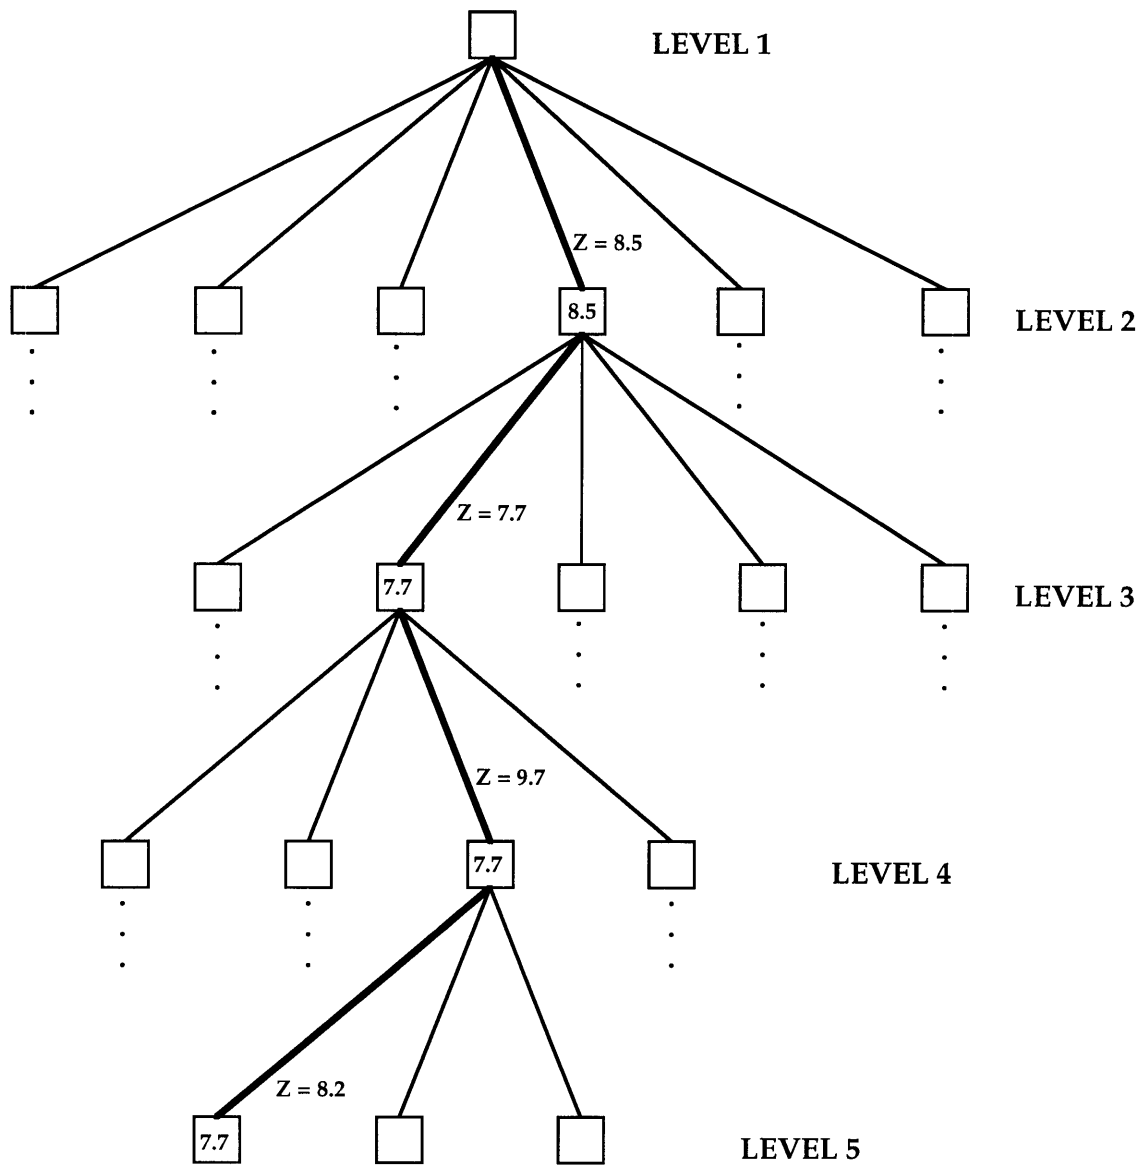 LEVEL 1
Z = 8.5
8.5
LEVEL 2
Z = 7.7
7.7
LEVEL 3
Z = 9.7
7.7
LEVEL 4
Z = 8.2
7.7
LEVEL 5